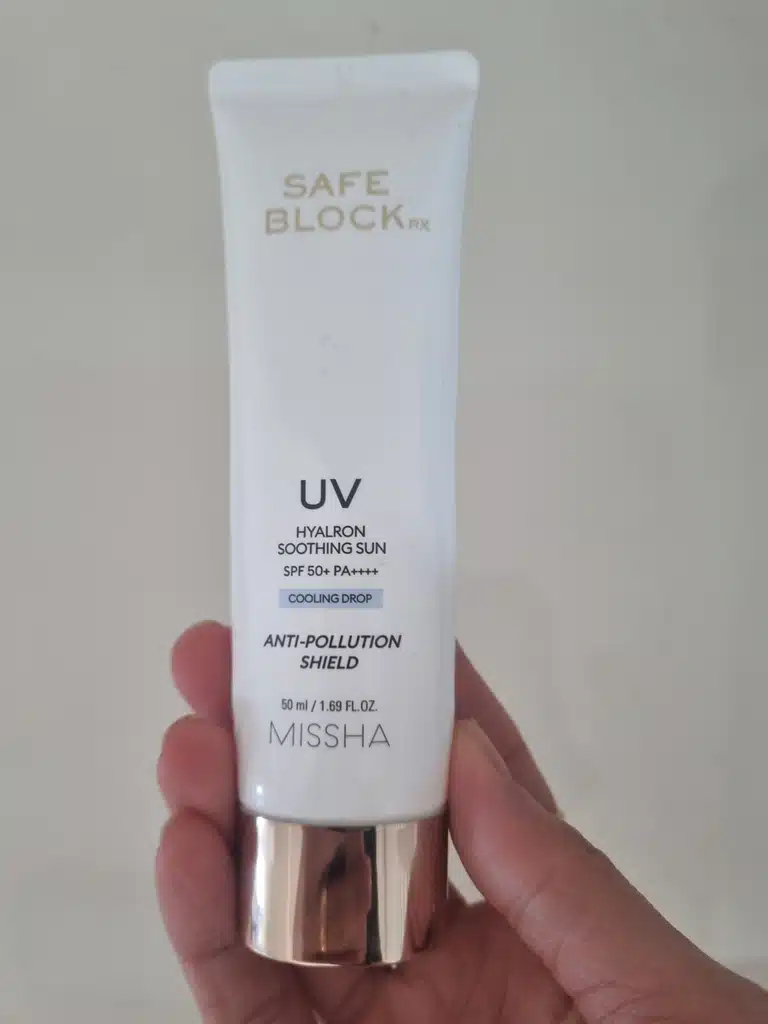 SAFE
BLOCK RX
UV
HYALRON
SOOTHING SUN
SPF 50+ PA++++
COOLING DROP
ANTI-POLLUTION
SHIELD
50 ml / 1.69 FL.OZ.
MISSHA